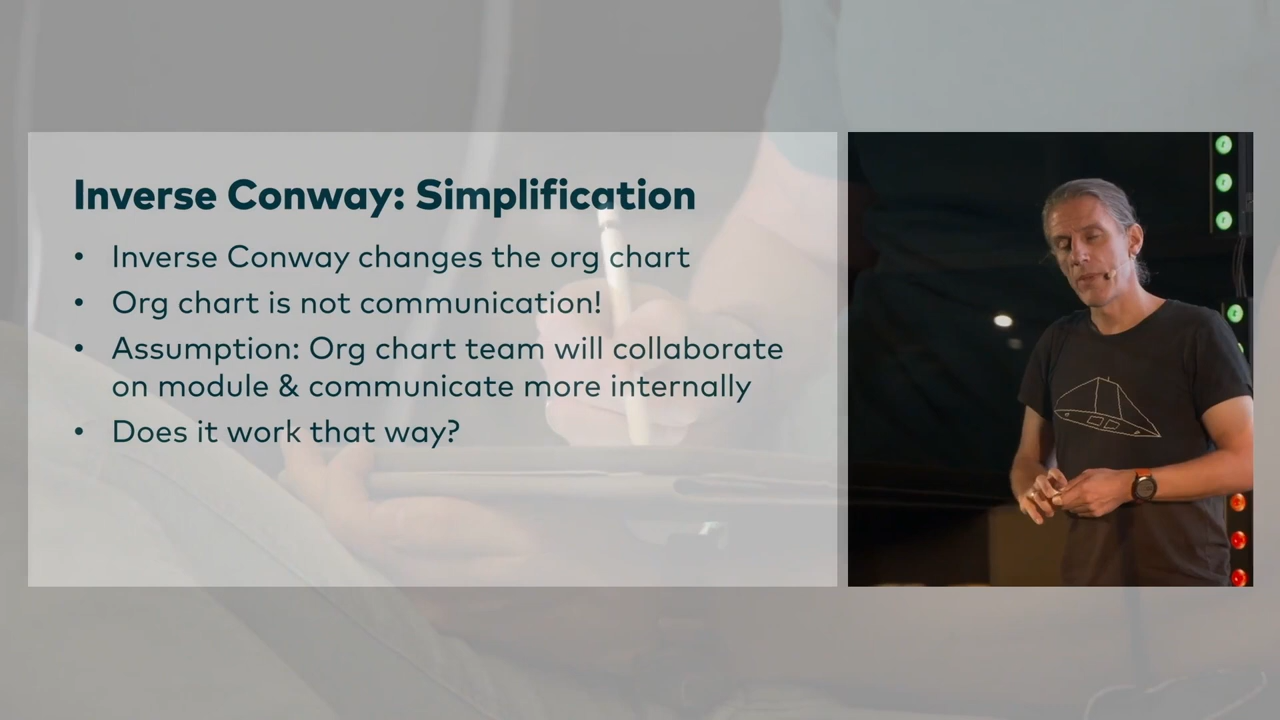 Inverse Conway: Simplification
• Inverse Conway changes the org chart
• Org chart is not communication!
• Assumption: Org chart team will collaborate
on module & communicate more internally
• Does it work that way?